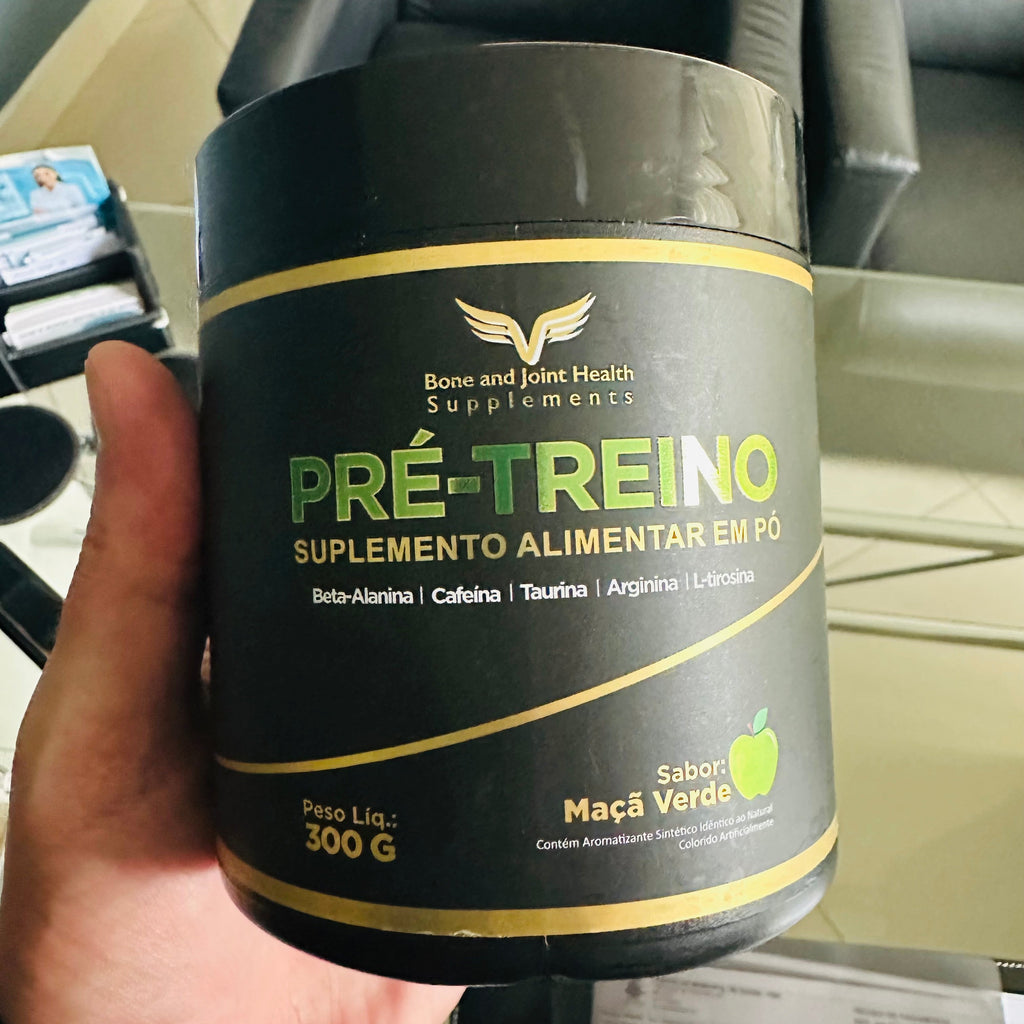 Bone and Joint Health
Supplements
PRÉ-TREINO
SUPLEMENTO ALIMENTAR EM PÓ
Beta-Alanina | Cafeína | Taurina | Arginina | L-tirosina
Sabor:
Maçã Verde
Contém Aromatizante Sintético Idêntico ao Natural
Colorido Artificialmente
Peso Líq.:
300 G